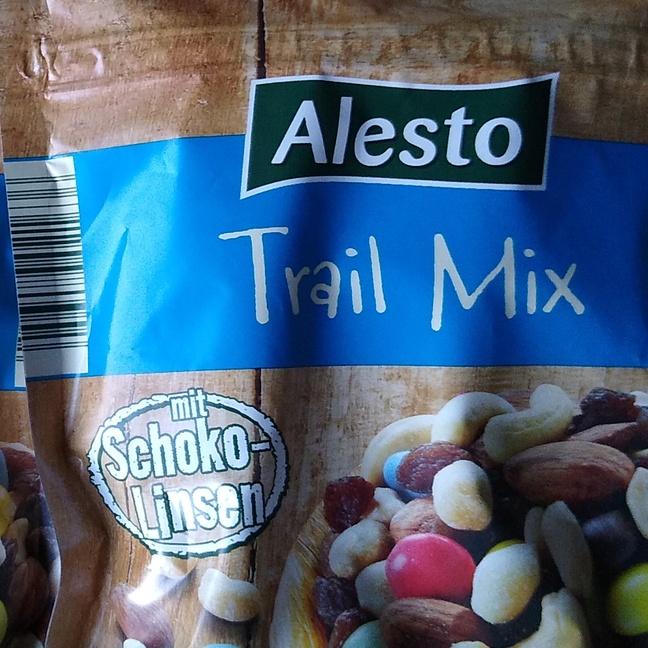 Alesto
Trail Mix
mit
Schoko-
Linsen